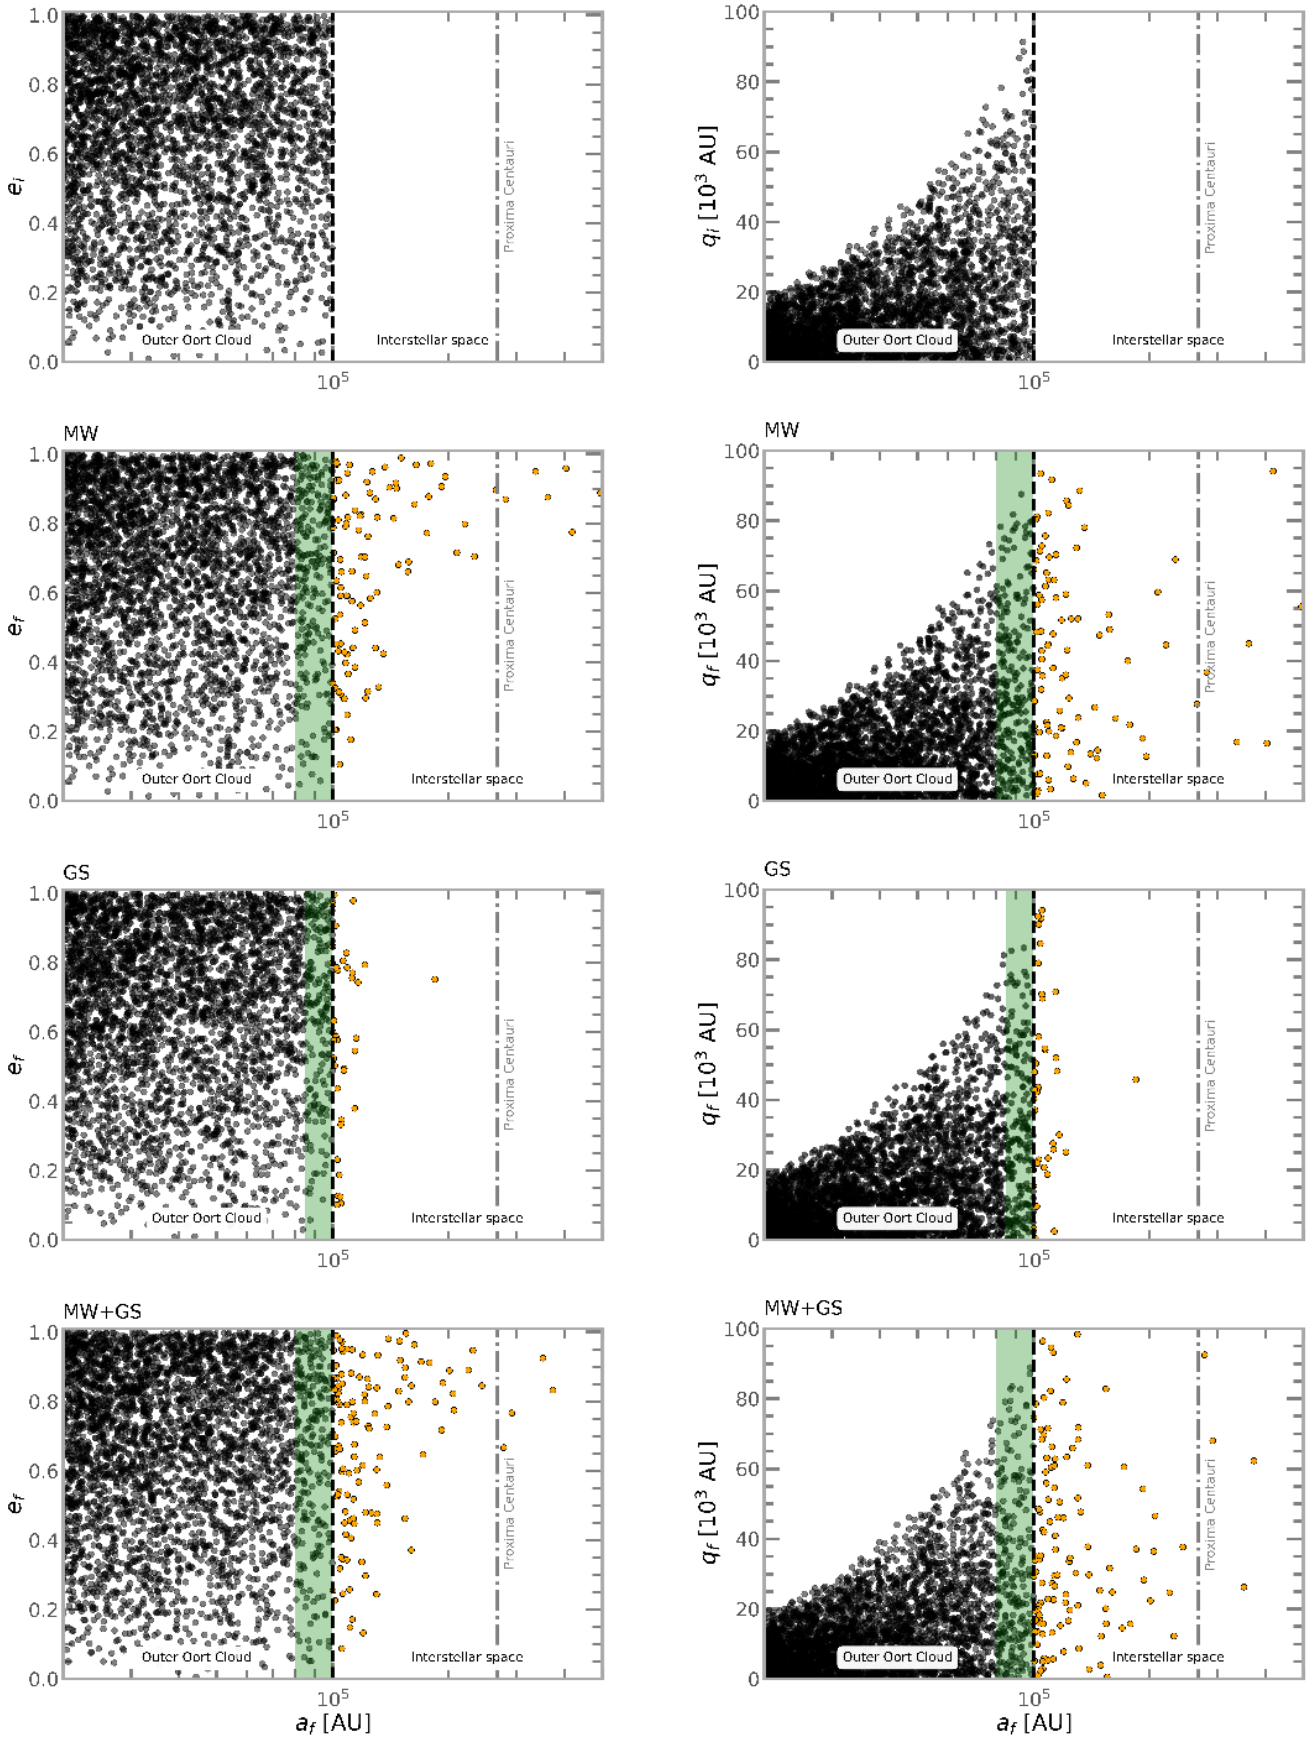 1.0
0.8
0.6
0.4
0.2
0.0
e_i
Outer Oort Cloud
Interstellar space
Proxima Centauri
10^5
100
80
60
40
20
0
q_i [10^3 AU]
Outer Oort Cloud
Interstellar space
Proxima Centauri
10^5
MW
1.0
0.8
0.6
0.4
0.2
0.0
e_f
Outer Oort Cloud
Interstellar space
Proxima Centauri
10^5
MW
100
80
60
40
20
0
q_f [10^3 AU]
Outer Oort Cloud
Interstellar space
Proxima Centauri
10^5
GS
1.0
0.8
0.6
0.4
0.2
0.0
e_f
Outer Oort Cloud
Interstellar space
Proxima Centauri
10^5
GS
100
80
60
40
20
0
q_f [10^3 AU]
Outer Oort Cloud
Interstellar space
Proxima Centauri
10^5
MW+GS
1.0
0.8
0.6
0.4
0.2
0.0
e_f
Outer Oort Cloud
Interstellar space
Proxima Centauri
10^5
a_f [AU]
MW+GS
100
80
60
40
20
0
q_f [10^3 AU]
Outer Oort Cloud
Interstellar space
Proxima Centauri
10^5
a_f [AU]